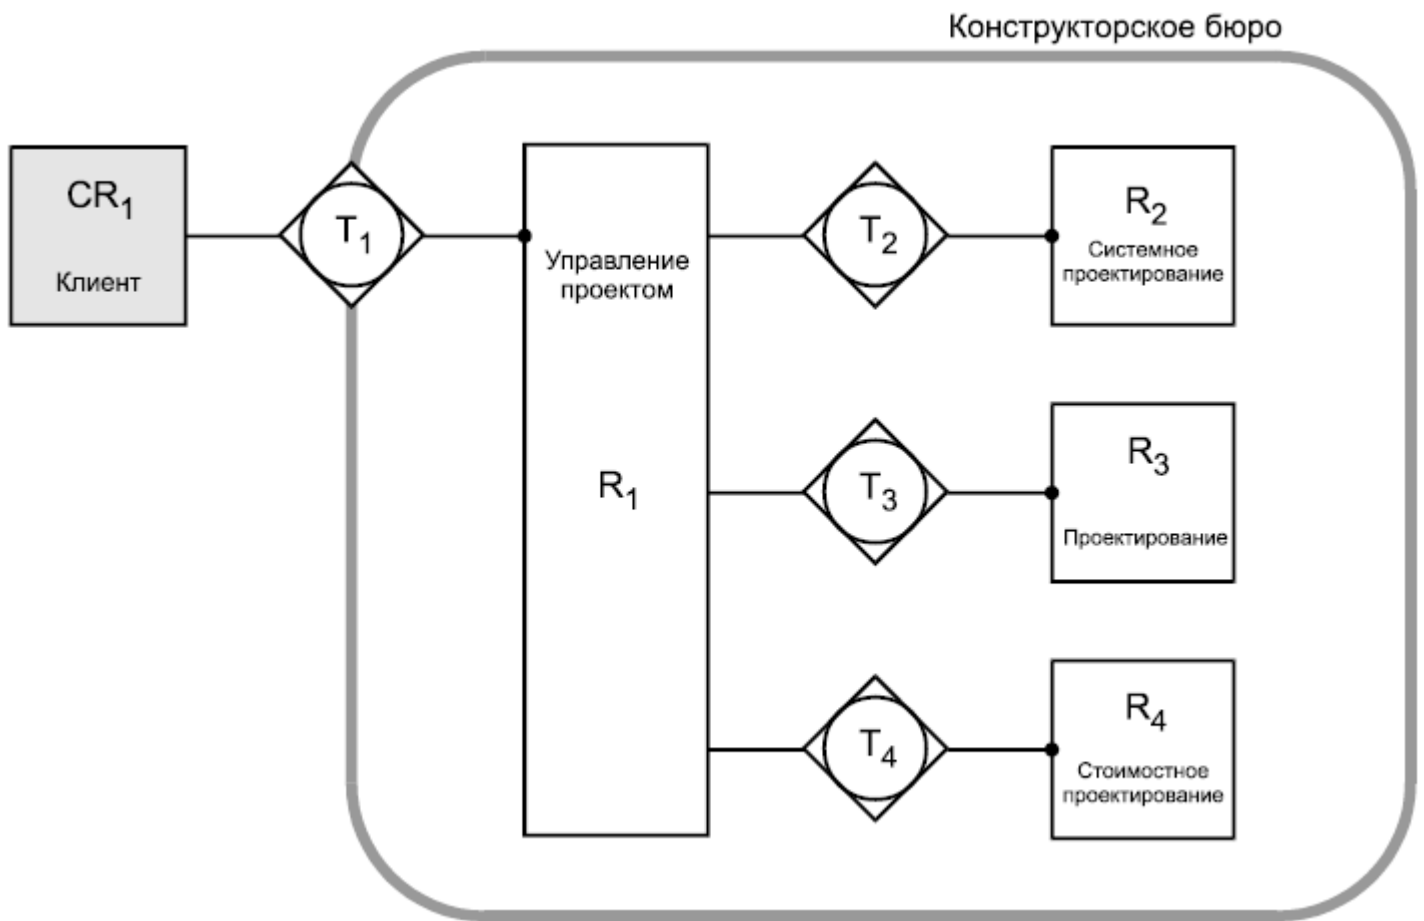 Конструкторское бюро
CR₁
Клиент
T₁
Управление
проектом
R₁
T₂
R₂
Системное
проектирование
T₃
R₃
Проектирование
T₄
R₄
Стоимостное
проектирование